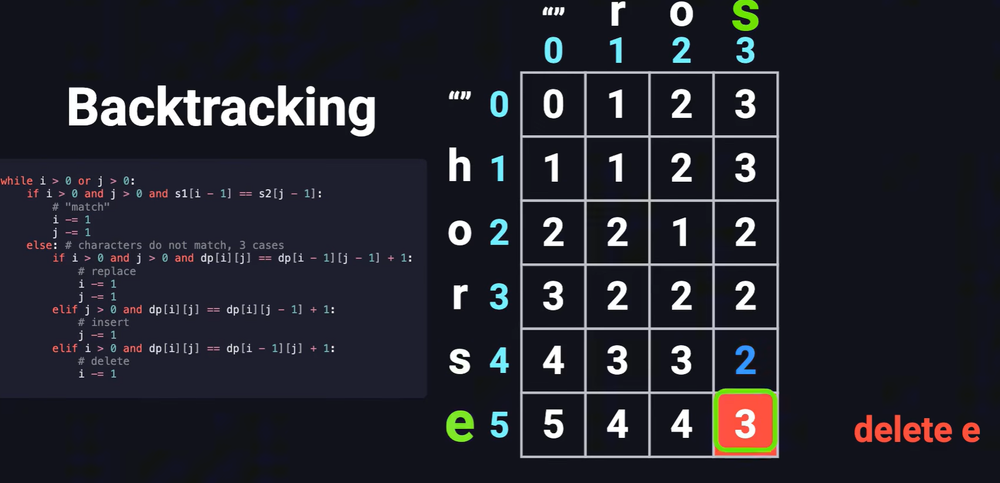 “” r o s
0 1 2 3
Backtracking
“” 0 0 1 2 3
h 1 1 1 2 3
o 2 2 2 1 2
r 3 3 2 2 2
s 4 4 3 3 2
e 5 5 4 4 3
delete e
while i > 0 or j > 0:
if i > 0 and j > 0 and s1[i - 1] == s2[j - 1]:
# "match"
i -= 1
j -= 1
else: # characters do not match, 3 cases
if i > 0 and j > 0 and dp[i][j] == dp[i - 1][j - 1] + 1:
# replace
i -= 1
j -= 1
elif j > 0 and dp[i][j] == dp[i][j - 1] + 1:
# insert
j -= 1
elif i > 0 and dp[i][j] == dp[i - 1][j] + 1:
# delete
i -= 1